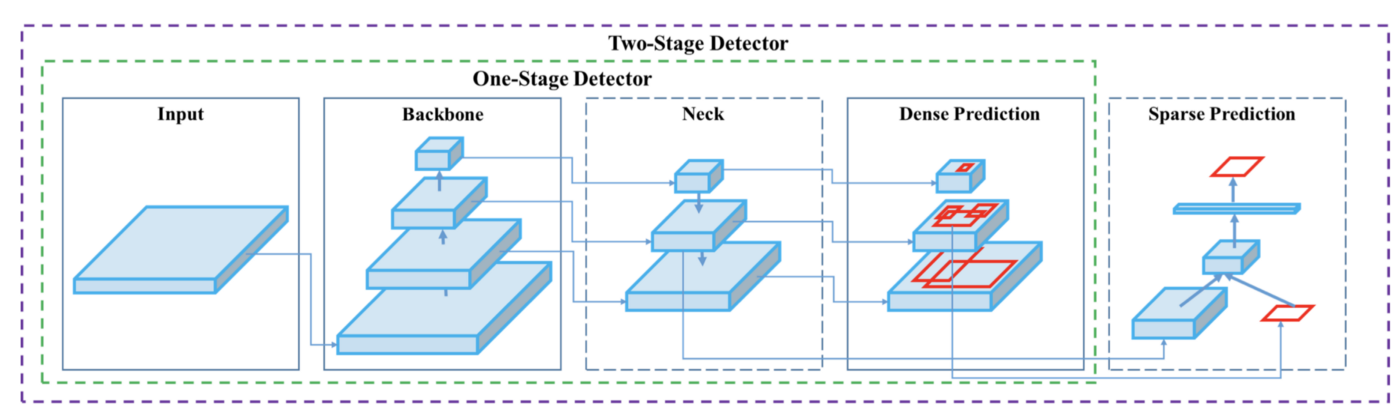 Two-Stage Detector
One-Stage Detector
Input
Backbone
Neck
Dense Prediction
Sparse Prediction